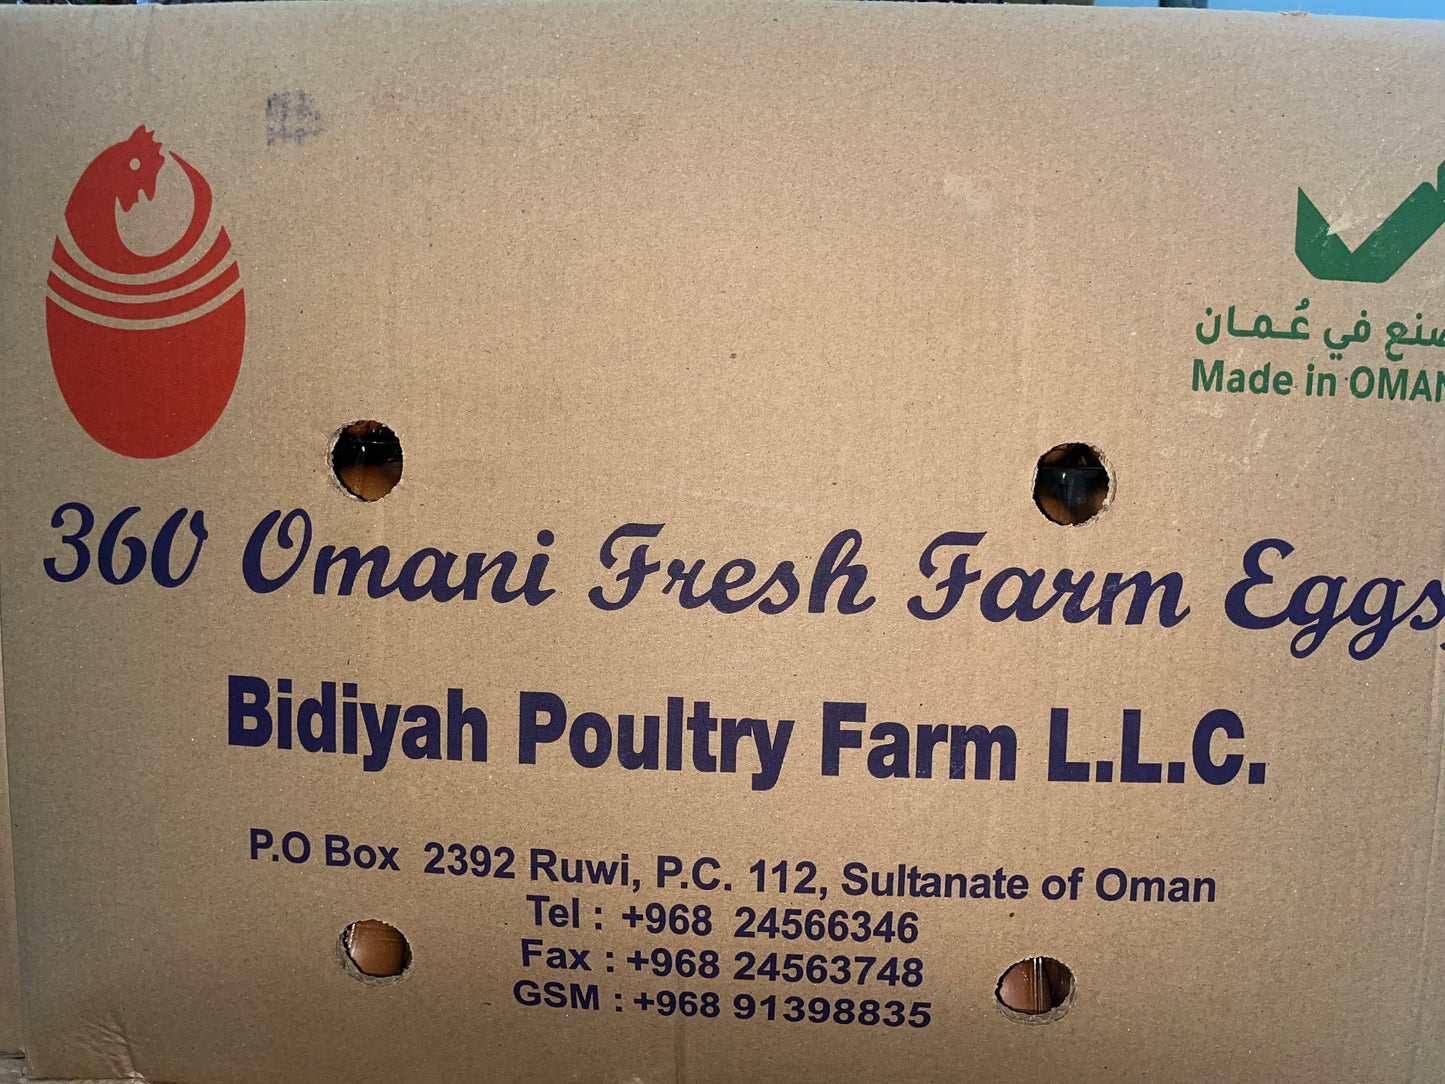 صنع في عُمان
Made in OMAN
360 Omani Fresh Farm Eggs
Bidiyah Poultry Farm L.L.C.
P.O Box 2392 Ruwi, P.C. 112, Sultanate of Oman
Tel : +968 24566346
Fax : +968 24563748
GSM : +968 91398835